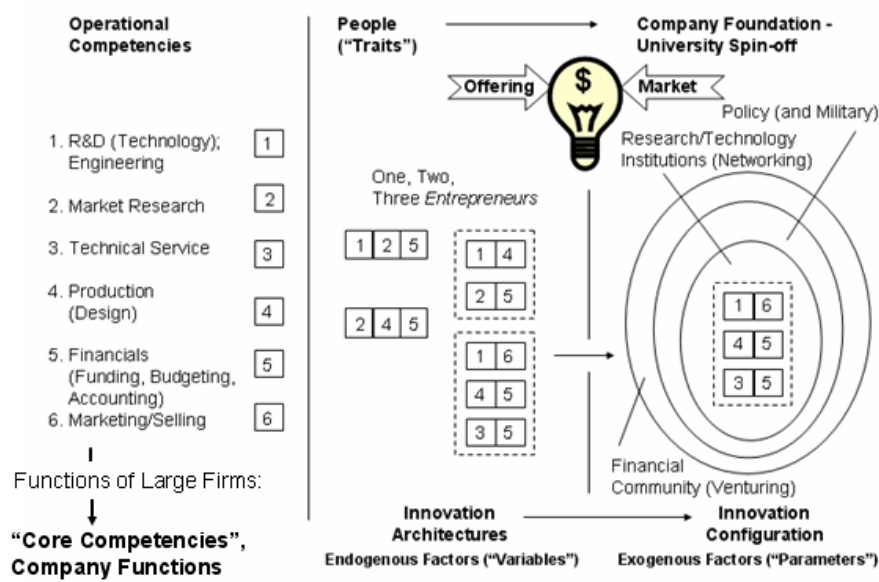 Operational
Competencies
1. R&D (Technology);
Engineering
1
2. Market Research
2
3. Technical Service
3
4. Production
(Design)
4
5. Financials
(Funding, Budgeting,
Accounting)
5
6. Marketing/Selling
6
Functions of Large Firms:
“Core Competencies”,
Company Functions
People
(“Traits”)
Company Foundation -
University Spin-off
Offering
$
Market
One, Two,
Three Entrepreneurs
1 2 5
2 4 5
1 4
2 5
1 6
4 5
3 5
Policy (and Military)
Research/Technology
Institutions (Networking)
1 6
4 5
3 5
Financial
Community (Venturing)
Innovation
Architectures
Endogenous Factors (“Variables”)
Innovation
Configuration
Exogenous Factors (“Parameters”)